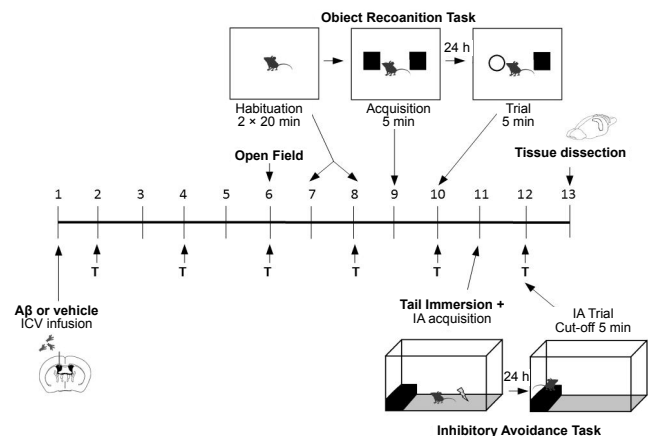 Obiect Recoanition Task
24 h
Habituation
2 × 20 min
Acquisition
5 min
Trial
5 min
Open Field
Tissue dissection
1 2 3 4 5 6 7 8 9 10 11 12 13
T T T T T T
Aβ or vehicle
ICV infusion
Tail Immersion +
IA acquisition
IA Trial
Cut-off 5 min
24 h
Inhibitory Avoidance Task